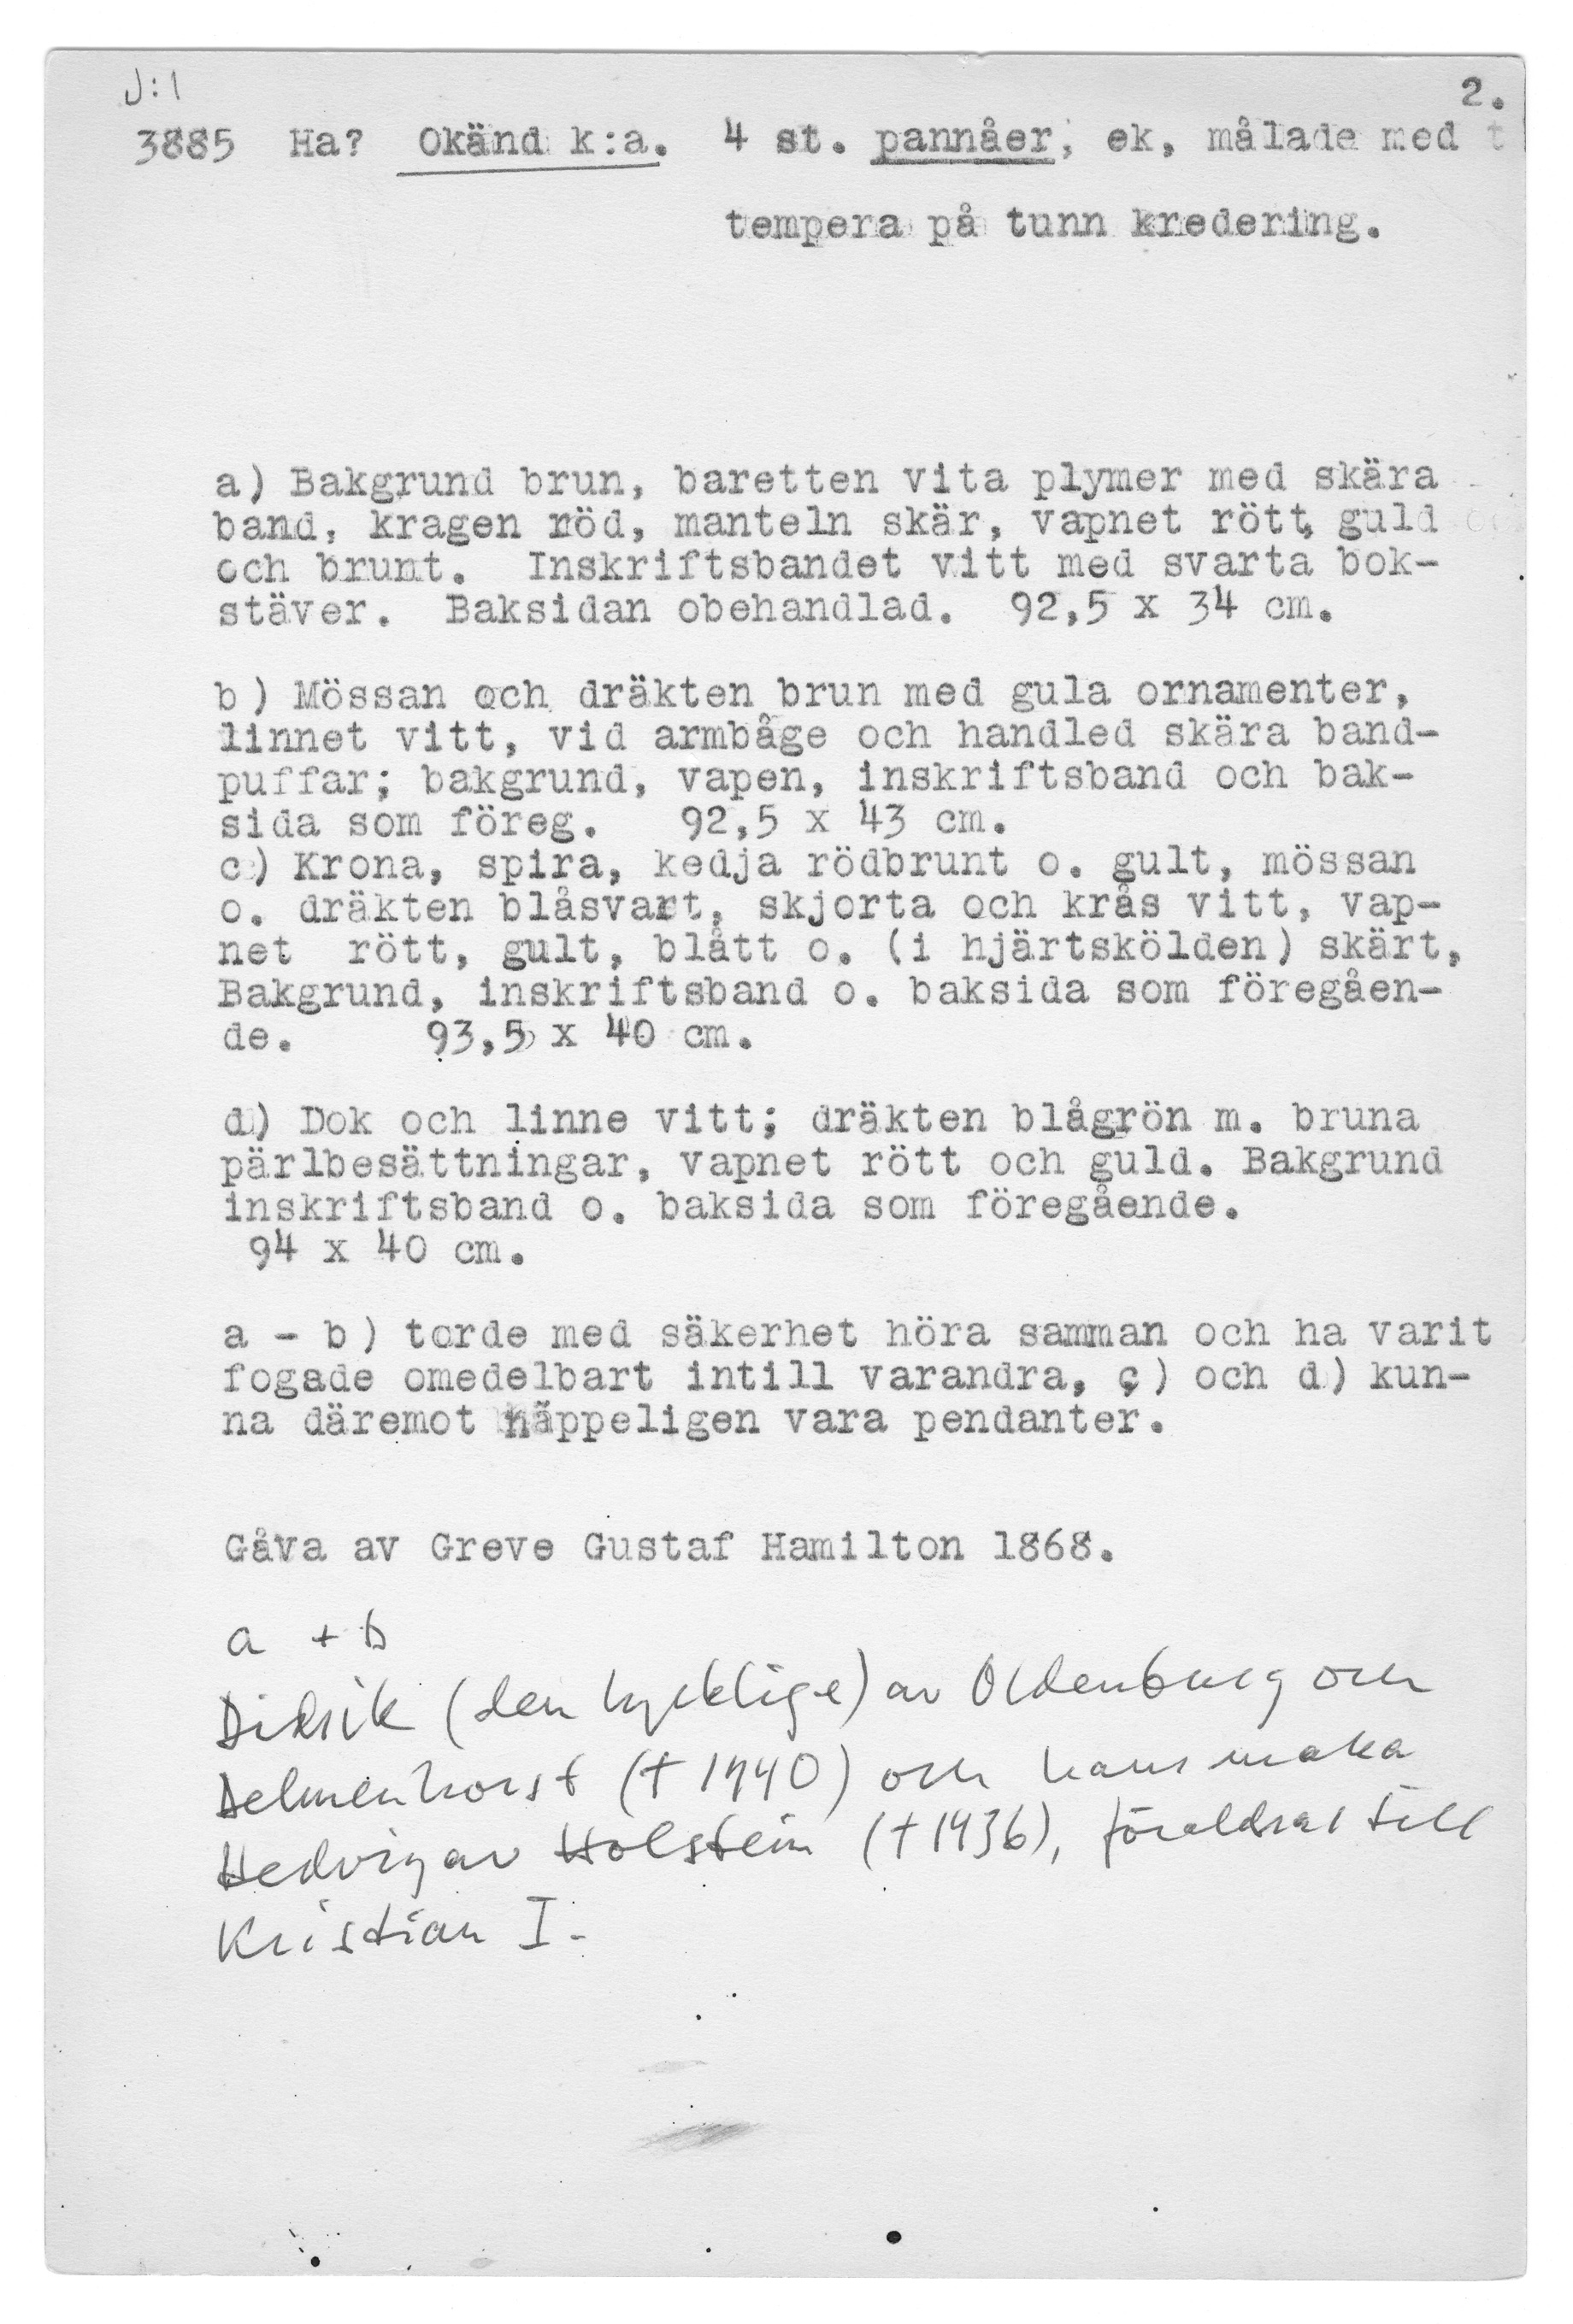 J:1
2.
3885 Ha? Okänd k:a. 4 st. pannåer, ek, målade med t
tempera på tunn kredering.
a) Bakgrund brun, baretten vita plymer med skära
band, kragen röd, manteln skär, vapnet rött, guld
och brunt. Inskriftsbandet vitt med svarta bok-
stäver. Baksidan obehandlad. 92,5 x 34 cm.
b) Mössan och dräkten brun med gula ornamenter,
linnet vitt, vid armbåge och handled skära band-
puffar; bakgrund, vapen, inskriftsband och bak-
sida som föreg. 92,5 x 43 cm.
c) Krona, spira, kedja rödbrunt o. gult, mössan
o. dräkten blåsvart, skjorta och krås vitt, vap-
net rött, gult, blått o. (i hjärtskölden) skärt,
Bakgrund, inskriftsband o. baksida som föregåen-
de. 93,5 x 40 cm.
d) Dok och linne vitt; dräkten blågrön m. bruna
pärlbesättningar, vapnet rött och guld. Bakgrund
inskriftsband o. baksida som föregående.
94 x 40 cm.
a - b) torde med säkerhet höra samman och ha varit
fogade omedelbart intill varandra, c) och d) kun-
na däremot näppeligen vara pendanter.
Gåva av Greve Gustaf Hamilton 1868.
a + b
Didrik (den lycklige) av Oldenburg och
Delmenhorst († 1440) och hans maka
Hedvig av Holstein († 1436), föräldrar till
Kristian I.